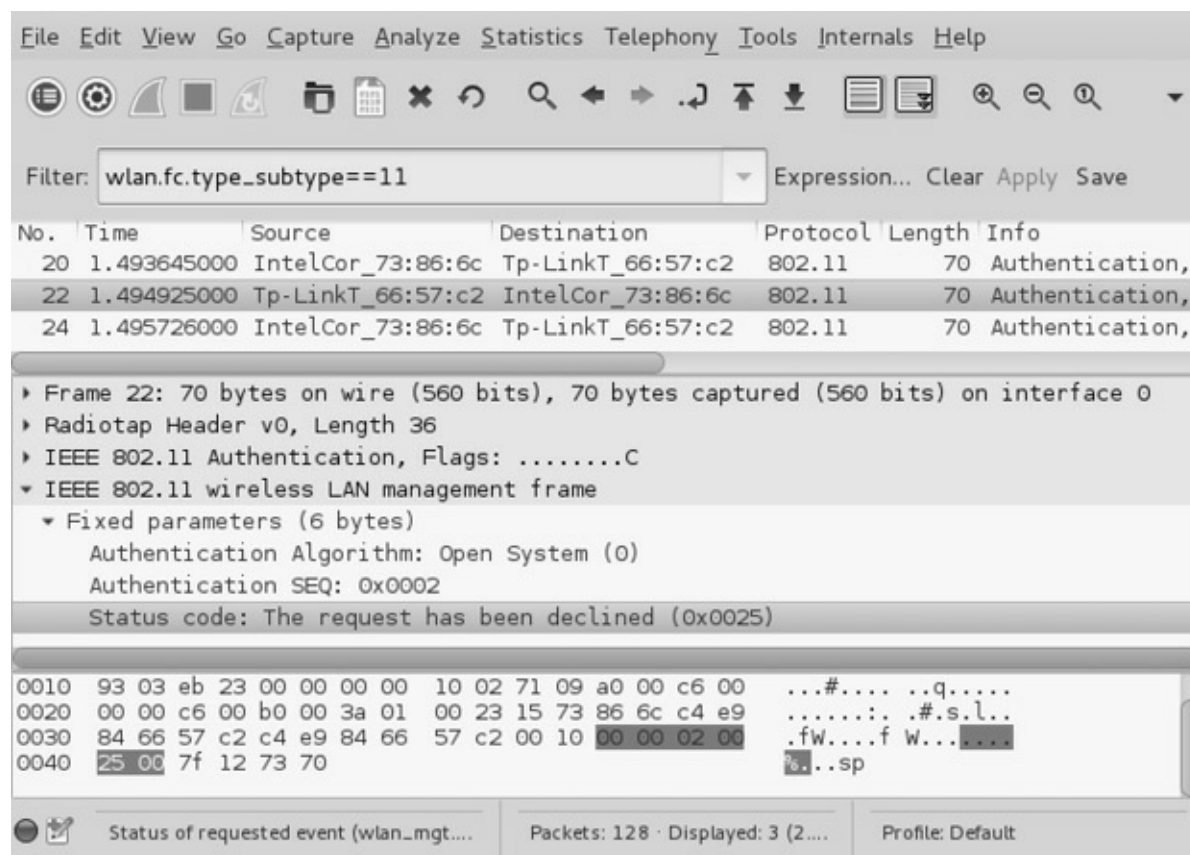 File Edit View Go Capture Analyze Statistics Telephony Tools Internals Help
Filter: wlan.fc.type_subtype==11 Expression... Clear Apply Save
No. Time Source Destination Protocol Length Info
20 1.493645000 IntelCor_73:86:6c Tp-LinkT_66:57:c2 802.11 70 Authentication,
22 1.494925000 Tp-LinkT_66:57:c2 IntelCor_73:86:6c 802.11 70 Authentication,
24 1.495726000 IntelCor_73:86:6c Tp-LinkT_66:57:c2 802.11 70 Authentication,
Frame 22: 70 bytes on wire (560 bits), 70 bytes captured (560 bits) on interface 0
Radiotap Header v0, Length 36
IEEE 802.11 Authentication, Flags: ........C
IEEE 802.11 wireless LAN management frame
Fixed parameters (6 bytes)
Authentication Algorithm: Open System (0)
Authentication SEQ: 0x0002
Status code: The request has been declined (0x0025)
0010 93 03 eb 23 00 00 00 00 10 02 71 09 a0 00 c6 00 ...#.... ..q.....
0020 00 00 c6 00 b0 00 3a 01 00 23 15 73 86 6c c4 e9 ......:. .#.s.l..
0030 84 66 57 c2 c4 e9 84 66 57 c2 00 10 00 00 02 00 .fW....f W.......
0040 25 00 7f 12 73 70 %...sp
Status of requested event (wlan_mgt.... Packets: 128 · Displayed: 3 (2.... Profile: Default